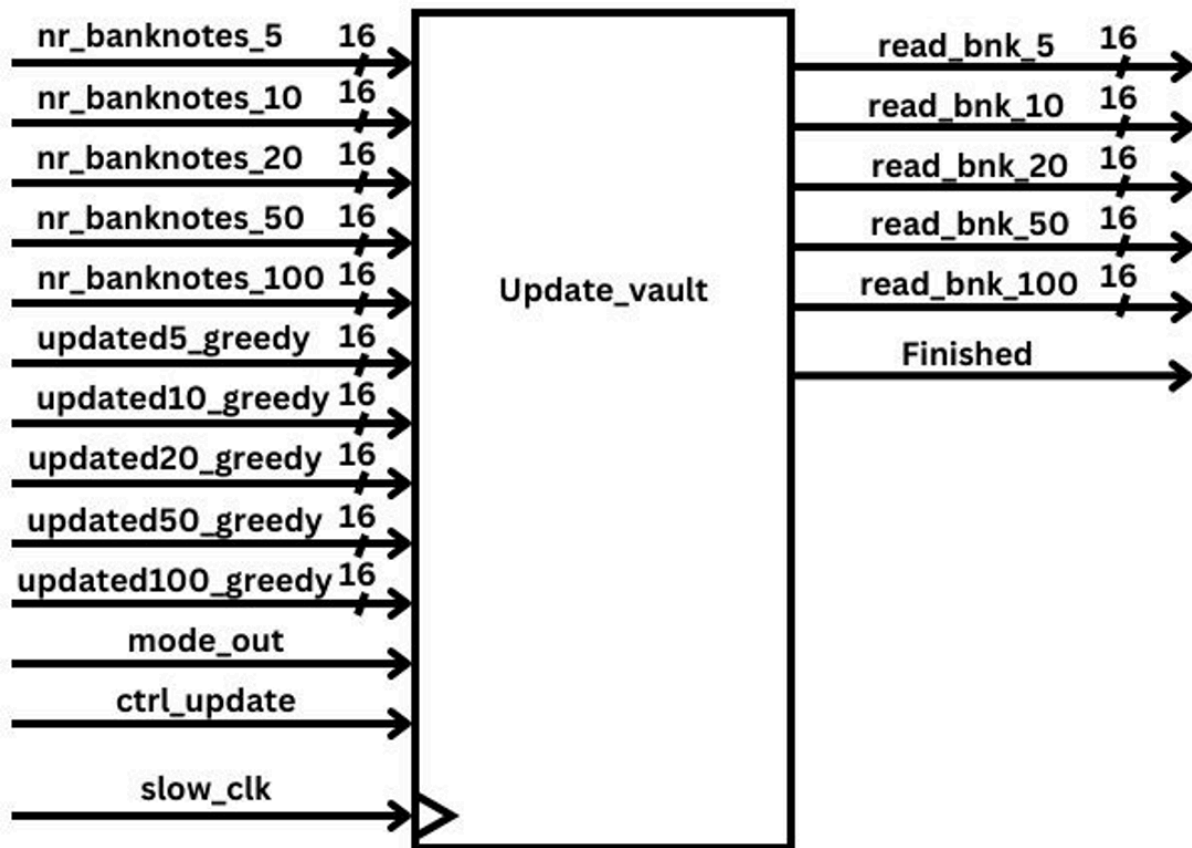 nr_banknotes_5 16
nr_banknotes_10 16
nr_banknotes_20 16
nr_banknotes_50 16
nr_banknotes_100 16
updated5_greedy 16
updated10_greedy 16
updated20_greedy 16
updated50_greedy 16
updated100_greedy 16
mode_out
ctrl_update
slow_clk
Update_vault
read_bnk_5 16
read_bnk_10 16
read_bnk_20 16
read_bnk_50 16
read_bnk_100 16
Finished